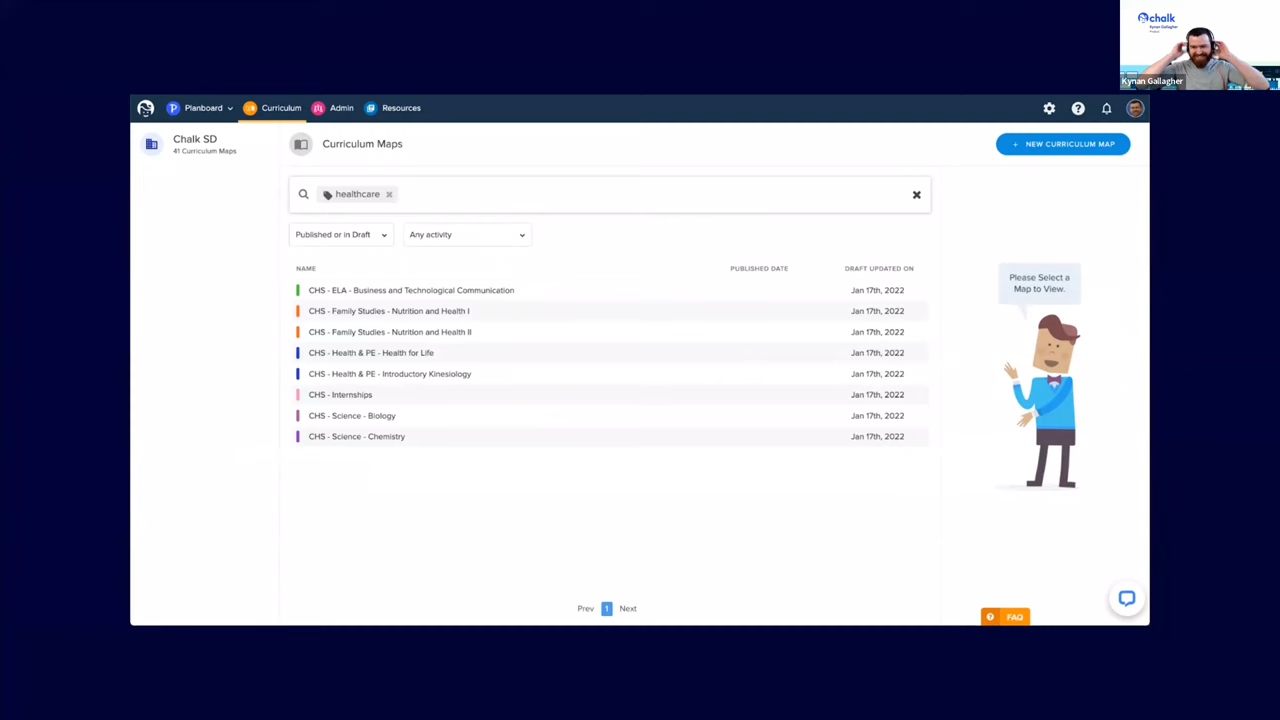 chalk
Kynan Gallagher
Kynan Gallagher
Planboard
Curriculum
Admin
Resources
Chalk SD
41 Curriculum Maps
Curriculum Maps
+ NEW CURRICULUM MAP
healthcare
Published or in Draft
Any activity
NAME PUBLISHED DATE DRAFT UPDATED ON
CHS - ELA - Business and Technological Communication Jan 17th, 2022
CHS - Family Studies - Nutrition and Health I Jan 17th, 2022
CHS - Family Studies - Nutrition and Health II Jan 17th, 2022
CHS - Health & PE - Health for Life Jan 17th, 2022
CHS - Health & PE - Introductory Kinesiology Jan 17th, 2022
CHS - Internships Jan 17th, 2022
CHS - Science - Biology Jan 17th, 2022
CHS - Science - Chemistry Jan 17th, 2022
Please Select a
Map to View.
Prev 1 Next
FAQ